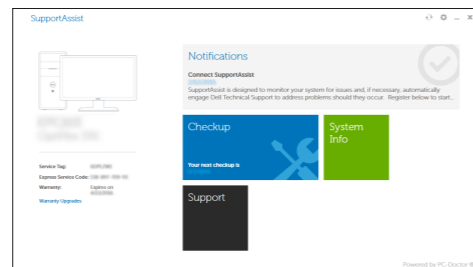 SupportAssist
Notifications
Connect SupportAssist
SupportAssist is designed to monitor your system for issues and, if necessary, automatically
engage Dell Technical Support to address problems should they occur. Register below to start..
Checkup
Your next checkup is
System
Info
Support
Service Tag:
Express Service Code:
Warranty:
Expires on
Warranty Upgrades
Powered by PC-Doctor ®